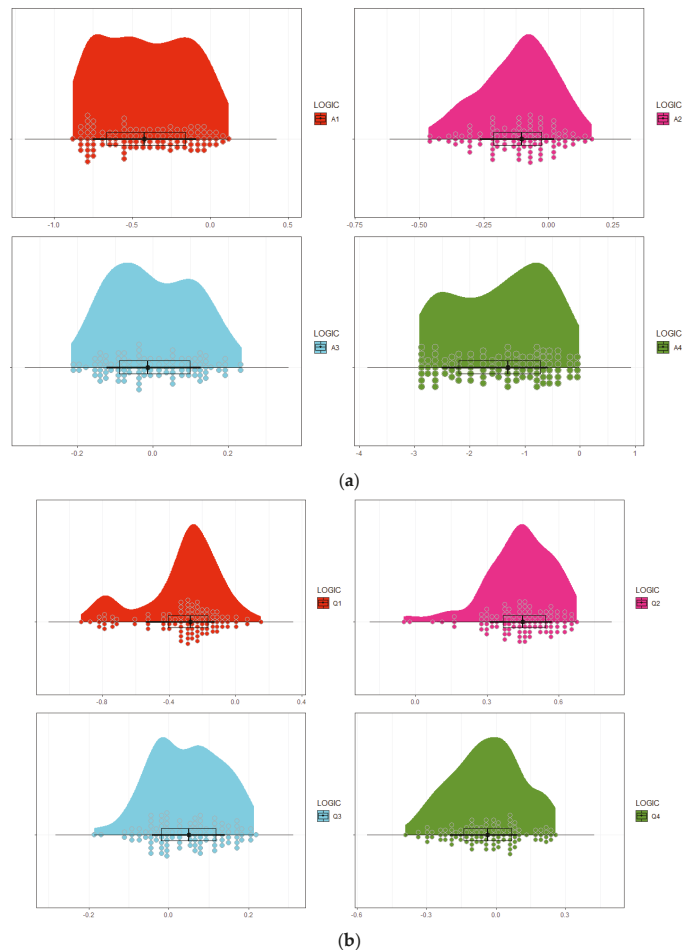 LOGIC
A1
-1.0 -0.5 0.0 0.5
LOGIC
A2
-0.75 -0.50 -0.25 0.00 0.25
LOGIC
A3
0.0 0.2
LOGIC
A4
-4 -3 -2 -1 0 1
(a)
LOGIC
Q1
-0.8 -0.4 0.0 0.4
LOGIC
Q2
0.0 0.3 0.6
LOGIC
Q3
-0.2 0.0 0.2
LOGIC
Q4
-0.6 -0.3 0.0 0.3
(b)